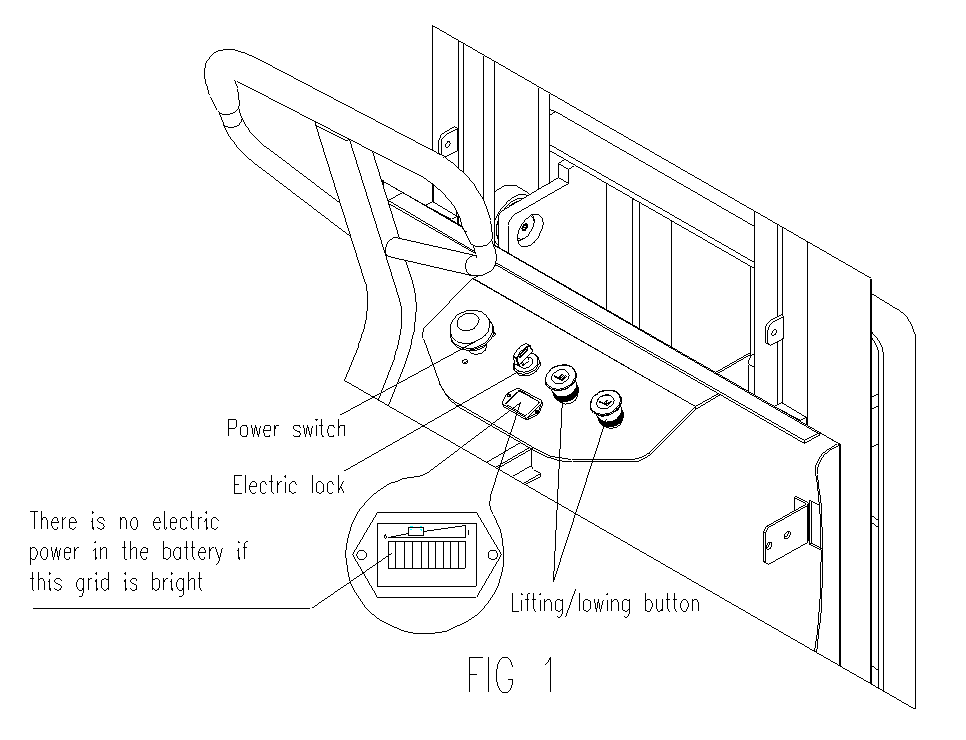 Power switch
Electric lock
There is no electric
power in the battery if
this grid is bright
Lifting/lowing button
FIG 1